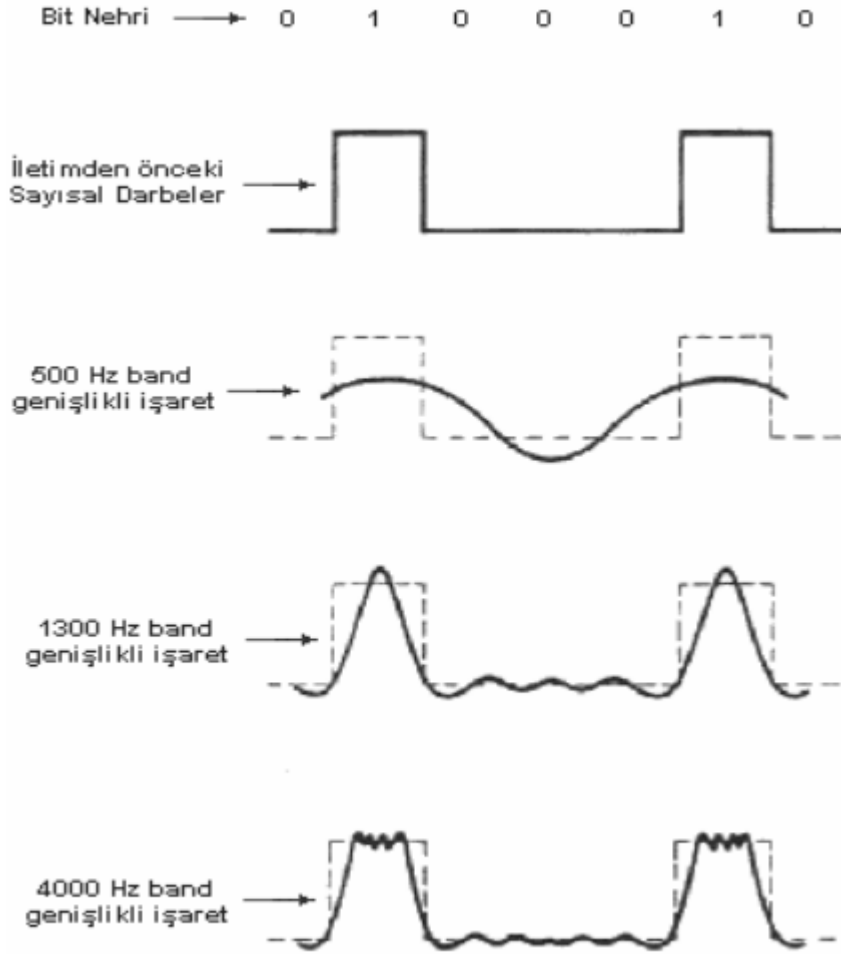 Bit Nehri 0 1 0 0 0 1 0
İletimden önceki
Sayısal Darbeler
500 Hz band
genişlikli işaret
1300 Hz band
genişlikli işaret
4000 Hz band
genişlikli işaret